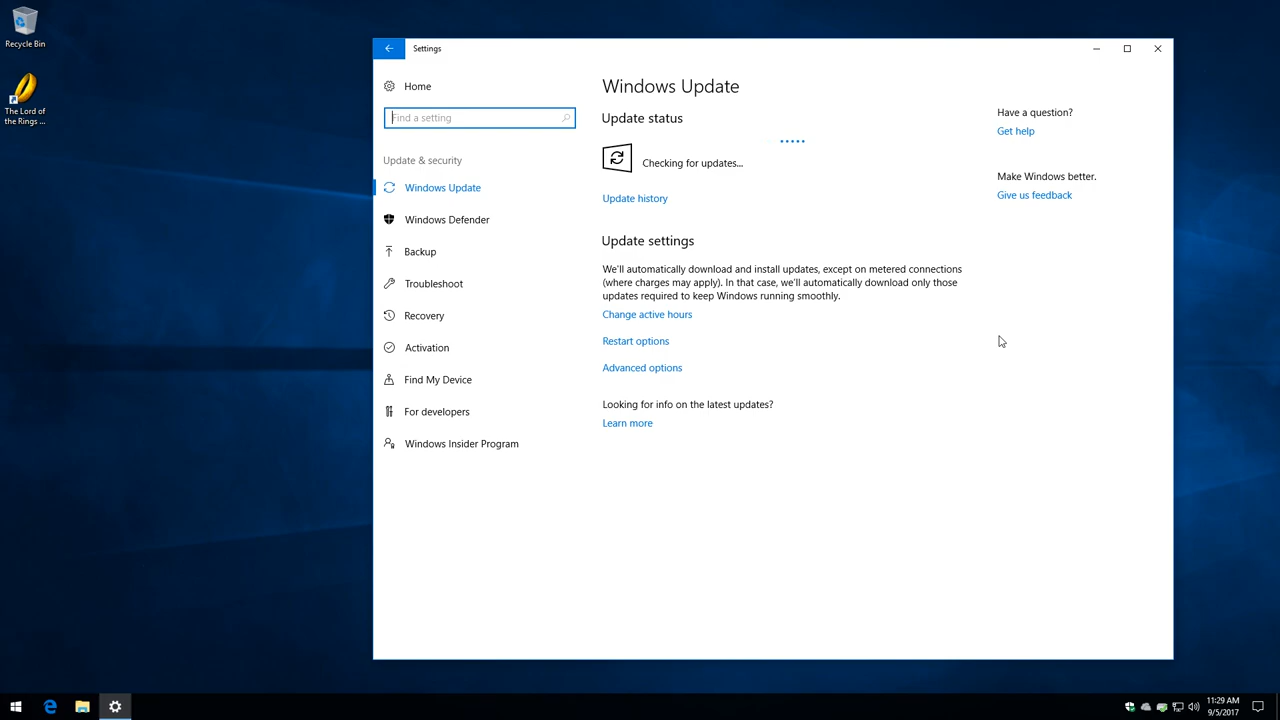 Recycle Bin
The Lord of
the Rings ...
Settings
Home
Find a setting
Update & security
Windows Update
Windows Defender
Backup
Troubleshoot
Recovery
Activation
Find My Device
For developers
Windows Insider Program
Windows Update
Update status
Checking for updates...
Update history
Update settings
We'll automatically download and install updates, except on metered connections
(where charges may apply). In that case, we'll automatically download only those
updates required to keep Windows running smoothly.
Change active hours
Restart options
Advanced options
Looking for info on the latest updates?
Learn more
Have a question?
Get help
Make Windows better.
Give us feedback
11:29 AM
9/5/2017